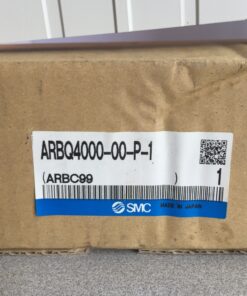 ARBQ4000-00-P-1
(ARBC99 ) 1
SMC MADE IN JAPAN